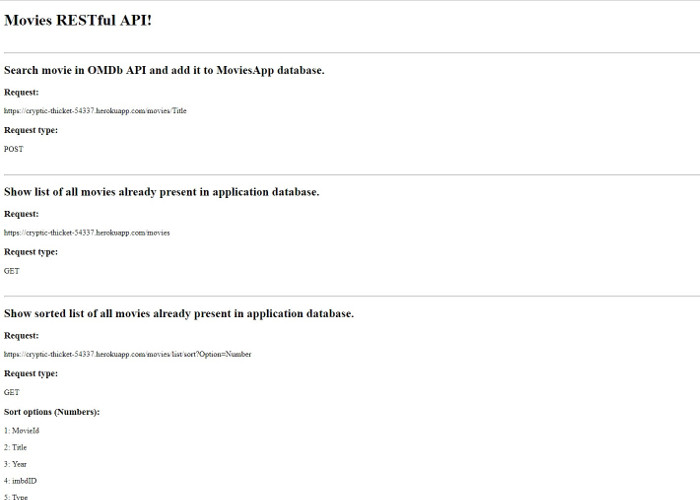 Movies RESTful API!
Search movie in OMDb API and add it to MoviesApp database.
Request:
https://cryptic-thicket-54337.herokuapp.com/movies/Title
Request type:
POST
Show list of all movies already present in application database.
Request:
https://cryptic-thicket-54337.herokuapp.com/movies
Request type:
GET
Show sorted list of all movies already present in application database.
Request:
https://cryptic-thicket-54337.herokuapp.com/movies/list/sort?Option=Number
Request type:
GET
Sort options (Numbers):
1: MovieId
2: Title
3: Year
4: imbdID
5: Type